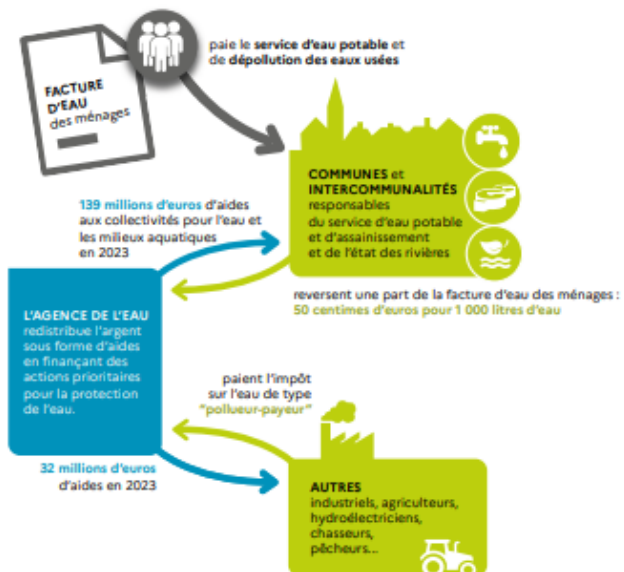 FACTURE
D'EAU
des ménages
paie le service d'eau potable et
de dépollution des eaux usées
COMMUNES et
INTERCOMMUNALITÉS
responsables
du service d'eau potable
et d'assainissement
et de l'état des rivières
139 millions d'euros d'aides
aux collectivités pour l'eau et
les milieux aquatiques
en 2023
reversent une part de la facture d'eau des ménages :
50 centimes d'euros pour 1 000 litres d'eau
L'AGENCE DE L'EAU
redistribue l'argent
sous forme d'aides
en finançant des
actions prioritaires
pour la protection
de l'eau.
paient l'impôt
sur l'eau de type
"pollueur-payeur"
32 millions d'euros
d'aides en 2023
AUTRES
industriels, agriculteurs,
hydroélectriciens,
chasseurs,
pêcheurs...